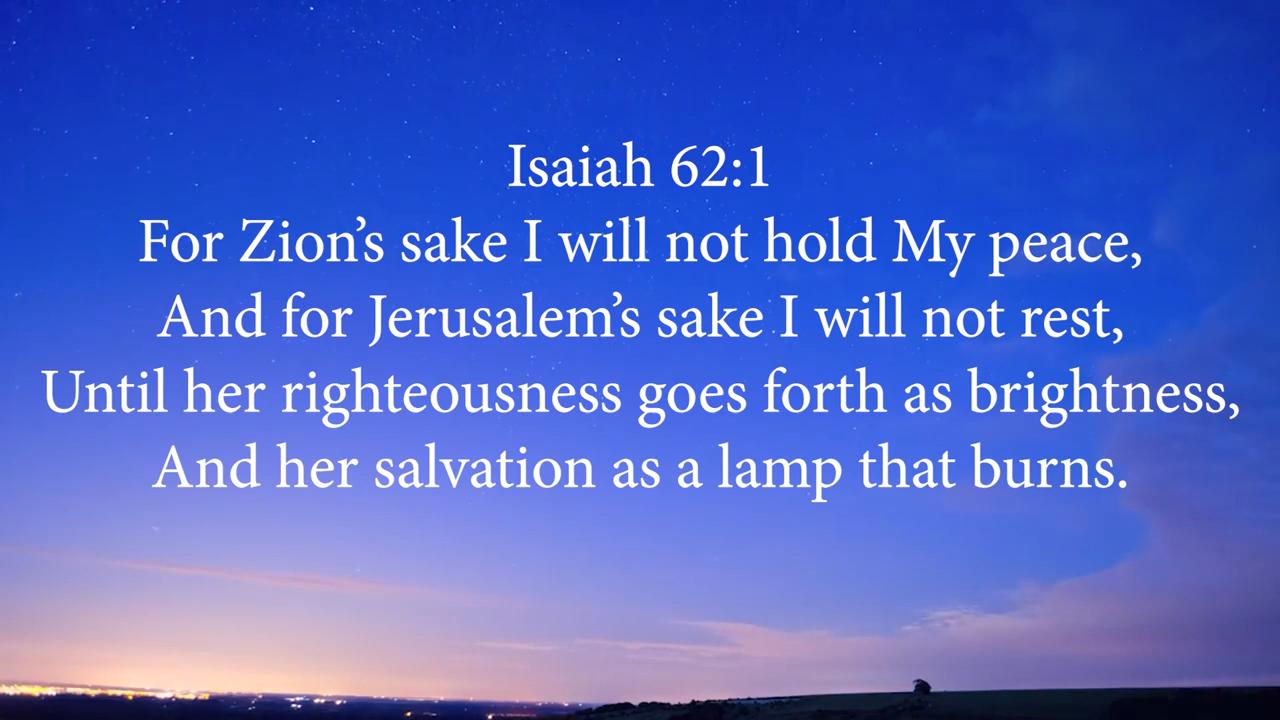 Isaiah 62:1
For Zion’s sake I will not hold My peace,
And for Jerusalem’s sake I will not rest,
Until her righteousness goes forth as brightness,
And her salvation as a lamp that burns.